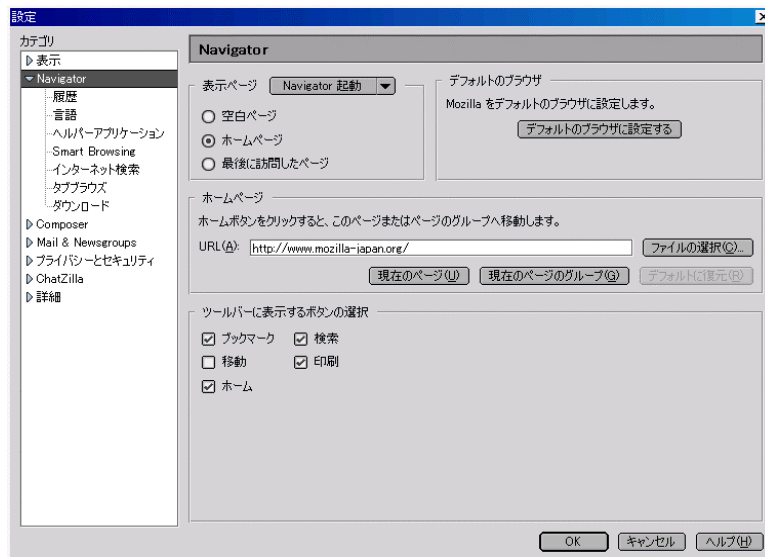 設定
カテゴリ
表示
Navigator
履歴
言語
ヘルパーアプリケーション
Smart Browsing
インターネット検索
タブブラウズ
ダウンロード
Composer
Mail & Newsgroups
プライバシーとセキュリティ
ChatZilla
詳細
Navigator
表示ページ Navigator 起動
空白ページ
ホームページ
最後に訪問したページ
デフォルトのブラウザ
Mozilla をデフォルトのブラウザに設定します。
デフォルトのブラウザに設定する
ホームページ
ホームボタンをクリックすると、このページまたはページのグループへ移動します。
URL(A): http://www.mozilla-japan.org/ ファイルの選択(C)...
現在のページ(U) 現在のページのグループ(G) デフォルトに復元(R)
ツールバーに表示するボタンの選択
ブックマーク 検索
移動 印刷
ホーム
OK キャンセル ヘルプ(H)